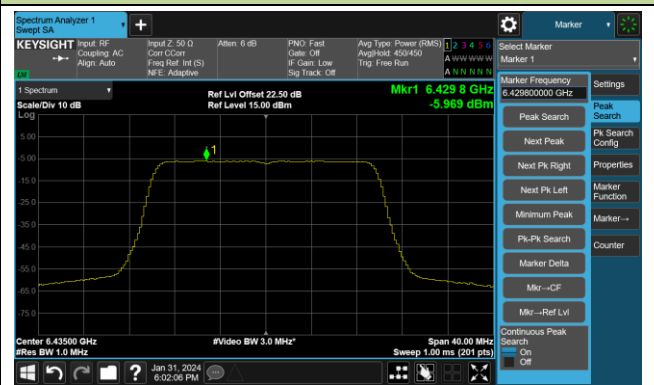 Spectrum Analyzer 1
Swept SA
Marker
KEYSIGHT
Input: RF
Coupling: AC
Align: Auto
Input Z: 50 Ω
Corr CCorr
Freq Ref: Int (S)
NFE: Adaptive
Atten: 6 dB
PNO: Fast
Gate: Off
IF Gain: Low
Sig Track: Off
Avg Type: Power (RMS)
Avg|Hold: 450/450
Trig: Free Run
1 2 3 4 5 6
A W W W W W
A N N N N N
LXI
Select Marker
Marker 1
1 Spectrum
Scale/Div 10 dB
Log
Ref Lvl Offset 22.50 dB
Ref Level 15.00 dBm
Mkr1 6.429 8 GHz
-5.969 dBm
5.00
-5.00
-15.0
-25.0
-35.0
-45.0
-55.0
-65.0
-75.0
1
Center 6.43500 GHz
#Res BW 1.0 MHz
#Video BW 3.0 MHz*
Span 40.00 MHz
Sweep 1.00 ms (201 pts)
Marker Frequency
6.429800000 GHz
Peak Search
Next Peak
Next Pk Right
Next Pk Left
Minimum Peak
Pk-Pk Search
Marker Delta
Mkr→CF
Mkr→Ref Lvl
Continuous Peak
Search
On
Off
Settings
Peak
Search
Pk Search
Config
Properties
Marker
Function
Marker→
Counter
Jan 31, 2024
6:02:06 PM